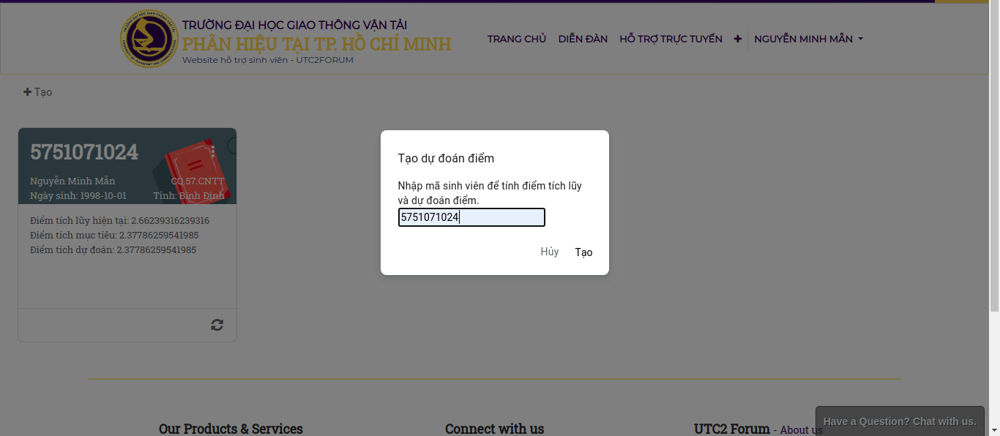 TRƯỜNG ĐẠI HỌC GIAO THÔNG VẬN TẢI
PHÂN HIỆU TẠI TP. HỒ CHÍ MINH
Website hỗ trợ sinh viên - UTC2FORUM
TRANG CHỦ DIỄN ĐÀN HỖ TRỢ TRỰC TUYẾN + NGUYỄN MINH MẪN
+ Tạo
5751071024
Nguyễn Minh Mẫn CQ.57.CNTT
Ngày sinh: 1998-10-01 Tỉnh: Bình Định
Điểm tích lũy hiện tại: 2.66239316239316
Điểm tích mục tiêu: 2.37786259541985
Điểm tích dự đoán: 2.37786259541985
Tạo dự đoán điểm
Nhập mã sinh viên để tính điểm tích lũy
và dự đoán điểm.
5751071024
Hủy Tạo
Our Products & Services
Connect with us
UTC2 Forum - About us
Have a Question? Chat with us.